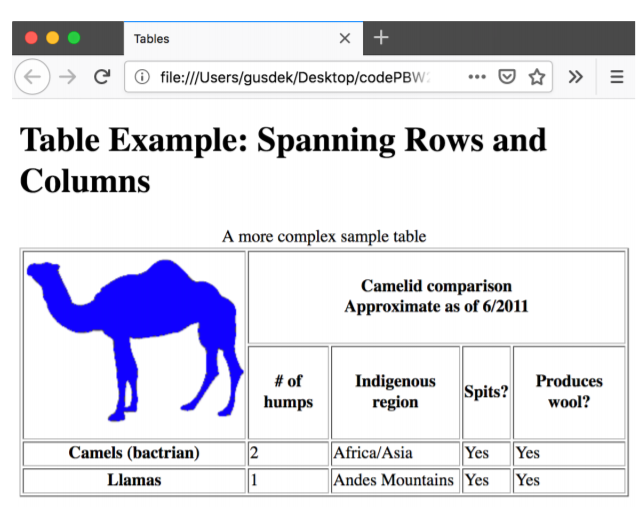 Tables
file:///Users/gusdek/Desktop/codePBW
Table Example: Spanning Rows and
Columns
A more complex sample table
Camelid comparison
Approximate as of 6/2011
# of humps Indigenous region Spits? Produces wool?
Camels (bactrian) 2 Africa/Asia Yes Yes
Llamas 1 Andes Mountains Yes Yes